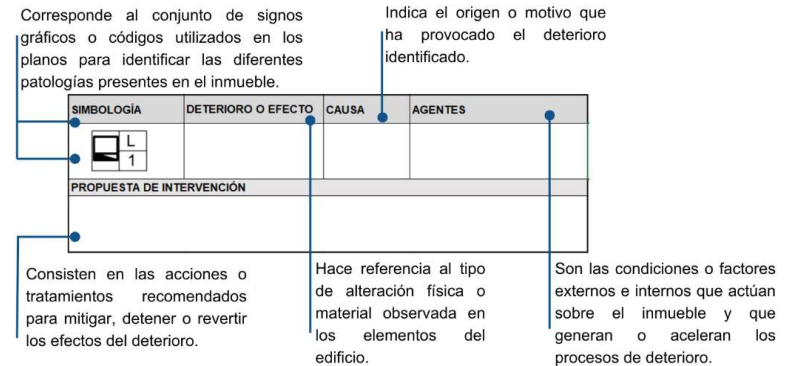 Corresponde al conjunto de signos
gráficos o códigos utilizados en los
planos para identificar las diferentes
patologías presentes en el inmueble.
Indica el origen o motivo que
ha provocado el deterioro
identificado.
SIMBOLOGÍA DETERIORO O EFECTO CAUSA AGENTES
L
1
PROPUESTA DE INTERVENCIÓN
Consisten en las acciones o
tratamientos recomendados
para mitigar, detener o revertir
los efectos del deterioro.
Hace referencia al tipo
de alteración física o
material observada en
los elementos del
edificio.
Son las condiciones o factores
externos e internos que actúan
sobre el inmueble y que
generan o aceleran los
procesos de deterioro.